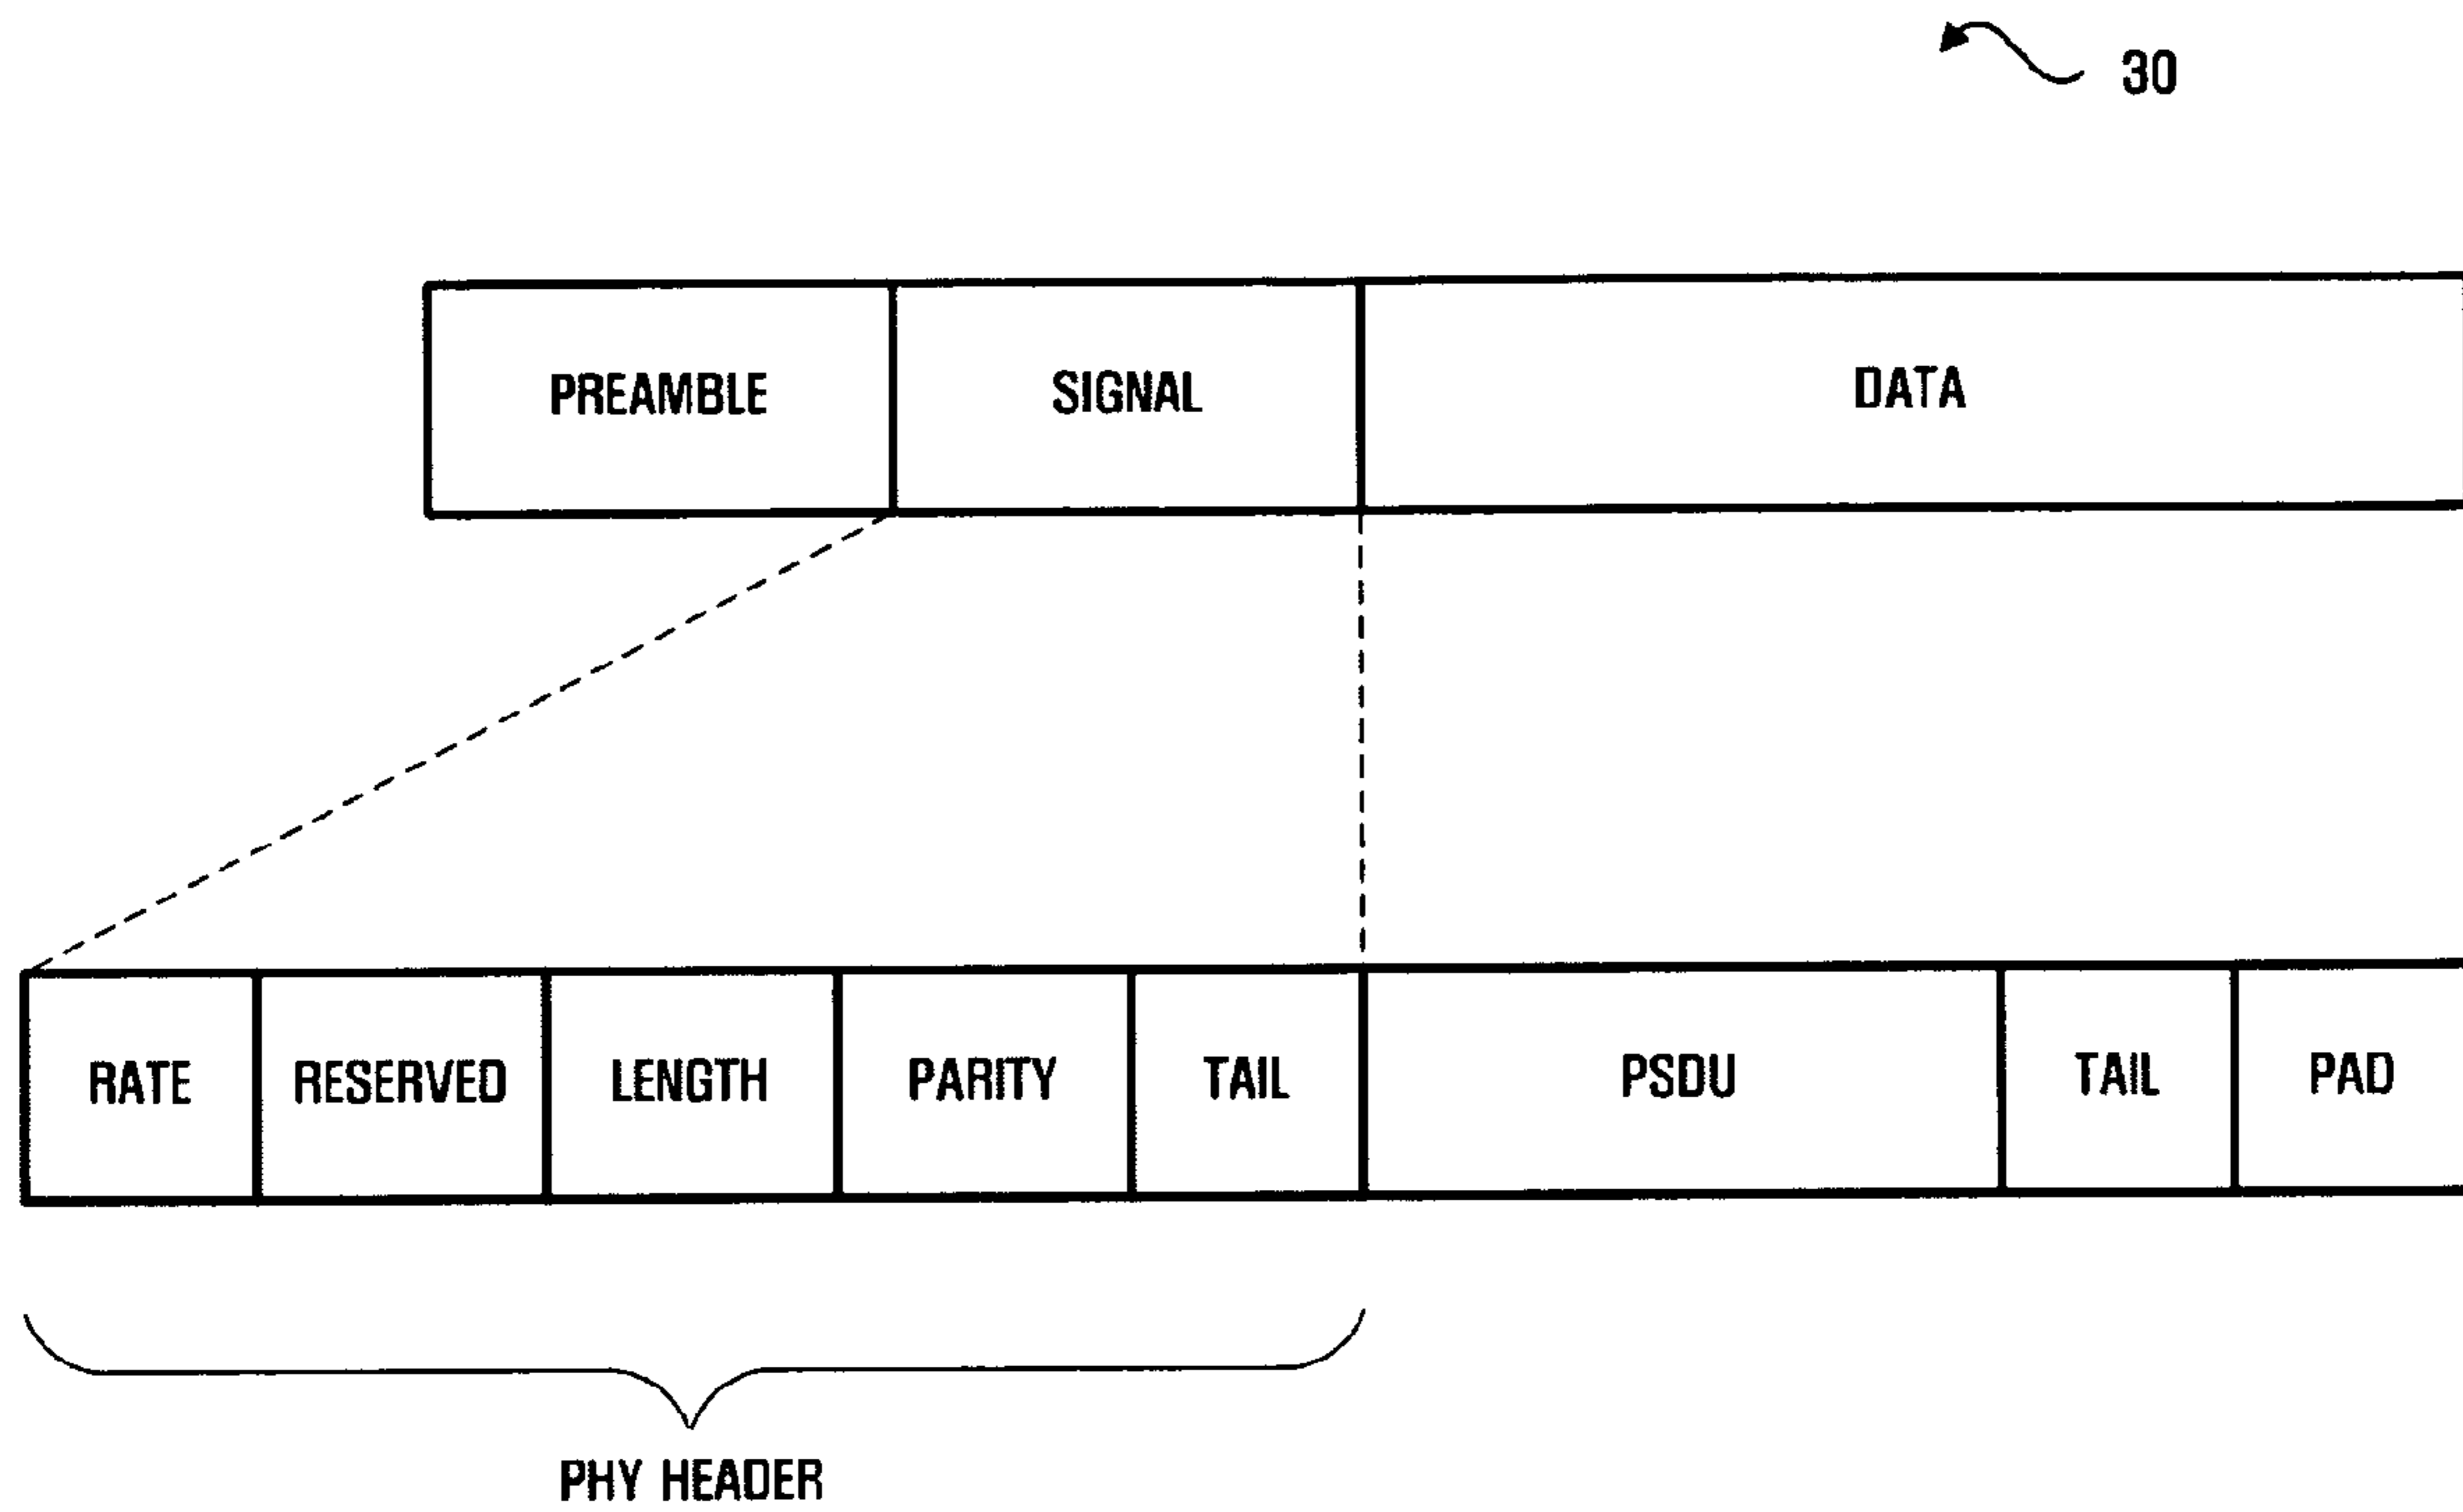 30
PREAMBLE SIGNAL DATA
RATE RESERVED LENGTH PARITY TAIL PSDU TAIL PAD
PHY HEADER